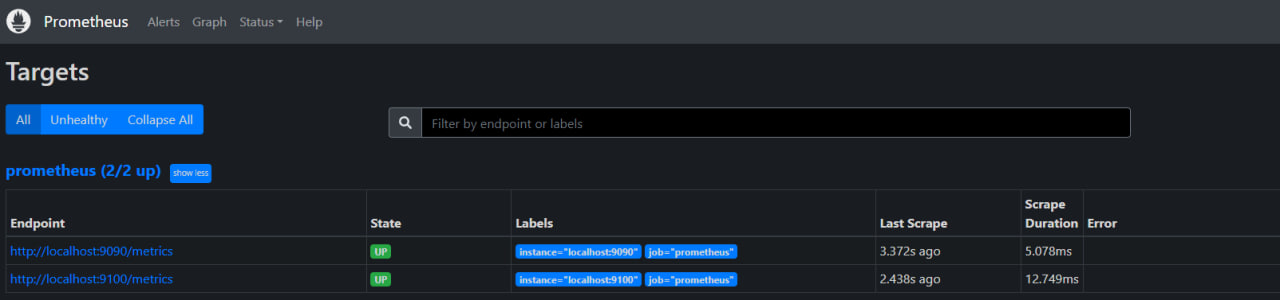 Prometheus Alerts Graph Status Help
Targets
All Unhealthy Collapse All
Filter by endpoint or labels
prometheus (2/2 up) show less
Endpoint State Labels Last Scrape Scrape Duration Error
http://localhost:9090/metrics UP instance="localhost:9090" job="prometheus" 3.372s ago 5.078ms
http://localhost:9100/metrics UP instance="localhost:9100" job="prometheus" 2.438s ago 12.749ms